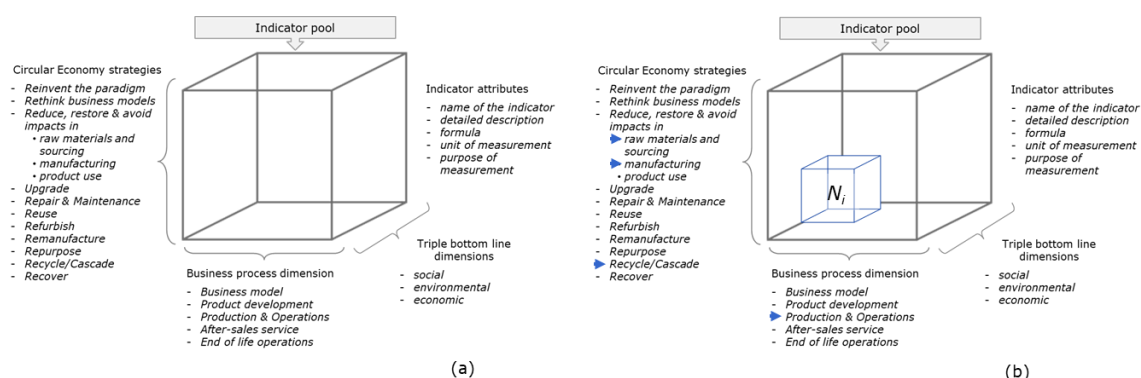 Indicator pool
Circular Economy strategies
- Reinvent the paradigm
- Rethink business models
- Reduce, restore & avoid
impacts in
• raw materials and
sourcing
• manufacturing
• product use
- Upgrade
- Repair & Maintenance
- Reuse
- Refurbish
- Remanufacture
- Repurpose
- Recycle/Cascade
- Recover
Indicator attributes
- name of the indicator
- detailed description
- formula
- unit of measurement
- purpose of
measurement
Triple bottom line
dimensions
- social
- environmental
- economic
Business process dimension
- Business model
- Product development
- Production & Operations
- After-sales service
- End of life operations
(a)
Indicator pool
Circular Economy strategies
- Reinvent the paradigm
- Rethink business models
- Reduce, restore & avoid
impacts in
raw materials and
sourcing
manufacturing
• product use
- Upgrade
- Repair & Maintenance
- Reuse
- Refurbish
- Remanufacture
- Repurpose
Recycle/Cascade
- Recover
Ni
Indicator attributes
- name of the indicator
- detailed description
- formula
- unit of measurement
- purpose of
measurement
Triple bottom line
dimensions
- social
- environmental
- economic
Business process dimension
- Business model
- Product development
Production & Operations
- After-sales service
- End of life operations
(b)